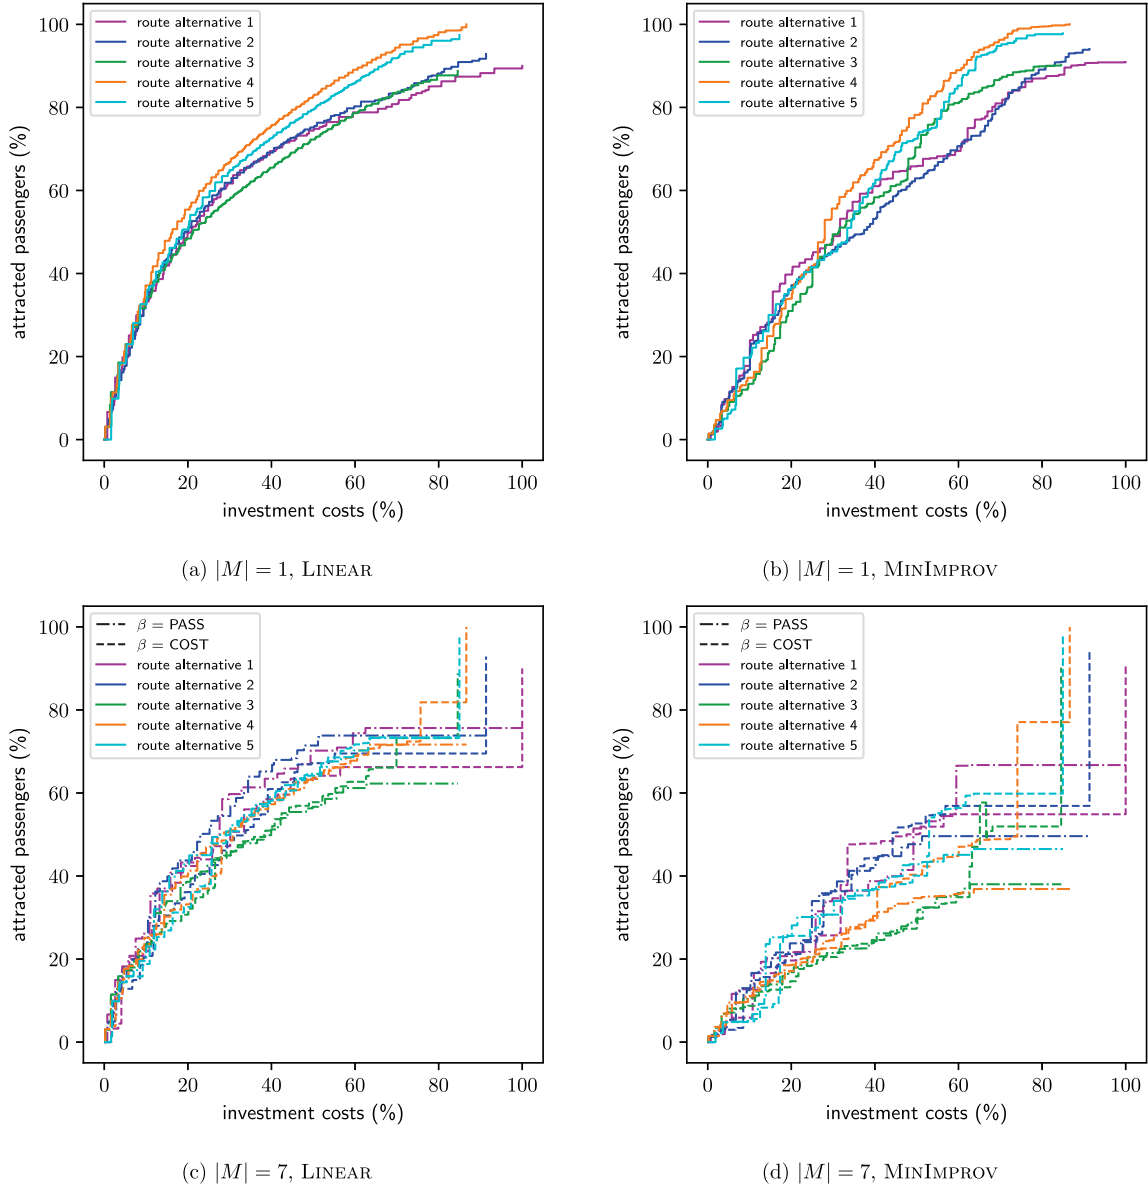 100
80
60
40
20
0
attracted passengers (%)
route alternative 1
route alternative 2
route alternative 3
route alternative 4
route alternative 5
0 20 40 60 80 100
investment costs (%)
(a) |M| = 1, LINEAR
100
80
60
40
20
0
attracted passengers (%)
route alternative 1
route alternative 2
route alternative 3
route alternative 4
route alternative 5
0 20 40 60 80 100
investment costs (%)
(b) |M| = 1, MINIMPROV
100
80
60
40
20
0
attracted passengers (%)
β = PASS
β = COST
route alternative 1
route alternative 2
route alternative 3
route alternative 4
route alternative 5
0 20 40 60 80 100
investment costs (%)
(c) |M| = 7, LINEAR
100
80
60
40
20
0
attracted passengers (%)
β = PASS
β = COST
route alternative 1
route alternative 2
route alternative 3
route alternative 4
route alternative 5
0 20 40 60 80 100
investment costs (%)
(d) |M| = 7, MINIMPROV